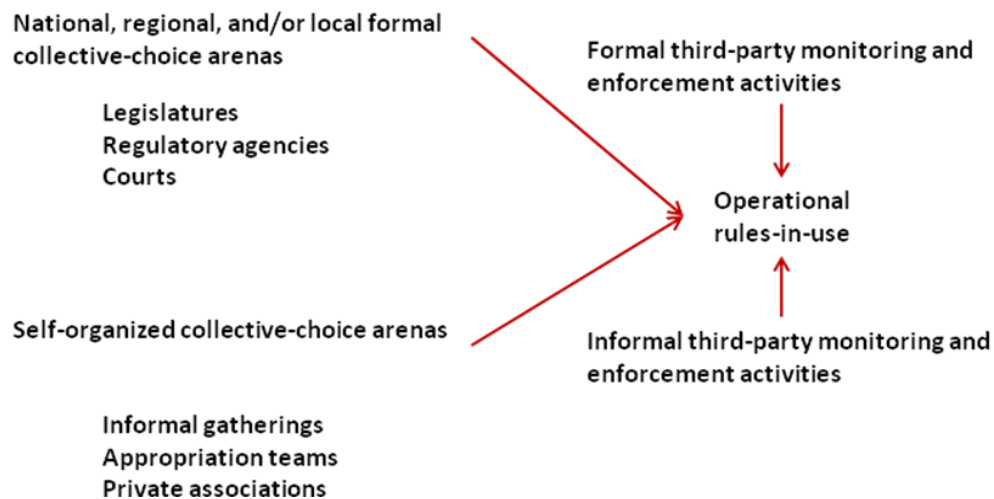 National, regional, and/or local formal
collective-choice arenas
Legislatures
Regulatory agencies
Courts
Self-organized collective-choice arenas
Informal gatherings
Appropriation teams
Private associations
Formal third-party monitoring and
enforcement activities
Operational
rules-in-use
Informal third-party monitoring and
enforcement activities